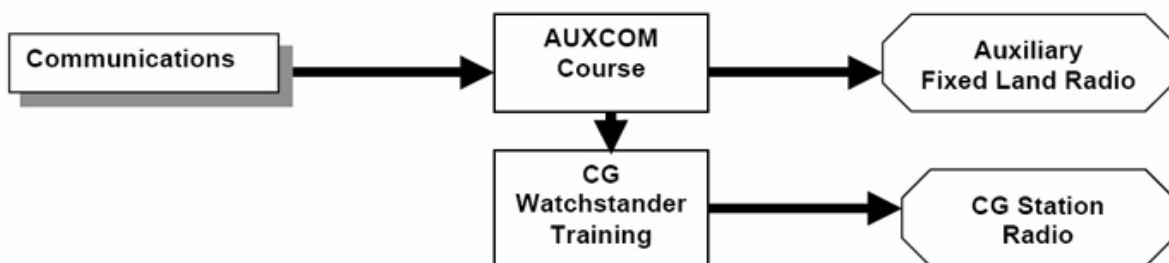 Communications
AUXCOM
Course
Auxiliary
Fixed Land Radio
CG
Watchstander
Training
CG Station
Radio